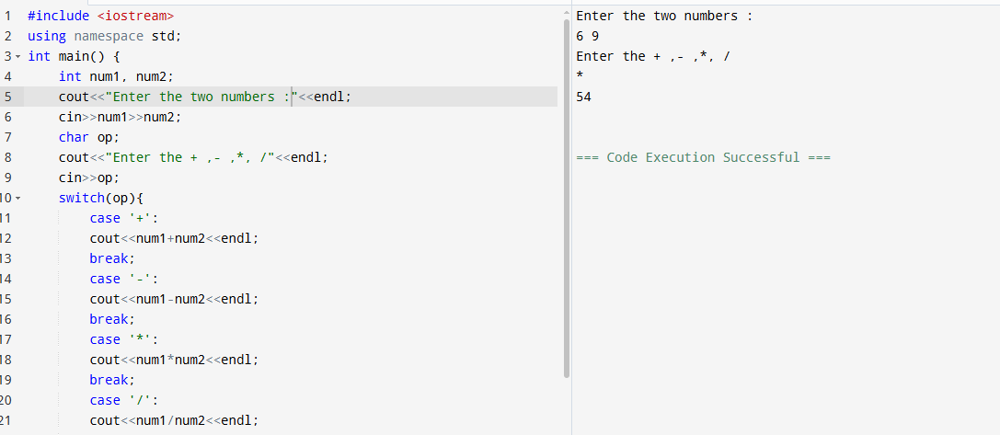 1 #include <iostream>
2 using namespace std;
3 int main() {
4 int num1, num2;
5 cout<<"Enter the two numbers :"<<endl;
6 cin>>num1>>num2;
7 char op;
8 cout<<"Enter the + ,- ,*, /"<<endl;
9 cin>>op;
10 switch(op){
11 case '+':
12 cout<<num1+num2<<endl;
13 break;
14 case '-':
15 cout<<num1-num2<<endl;
16 break;
17 case '*':
18 cout<<num1*num2<<endl;
19 break;
20 case '/':
21 cout<<num1/num2<<endl;
Enter the two numbers :
6 9
Enter the + ,- ,*, /
*
54
=== Code Execution Successful ===